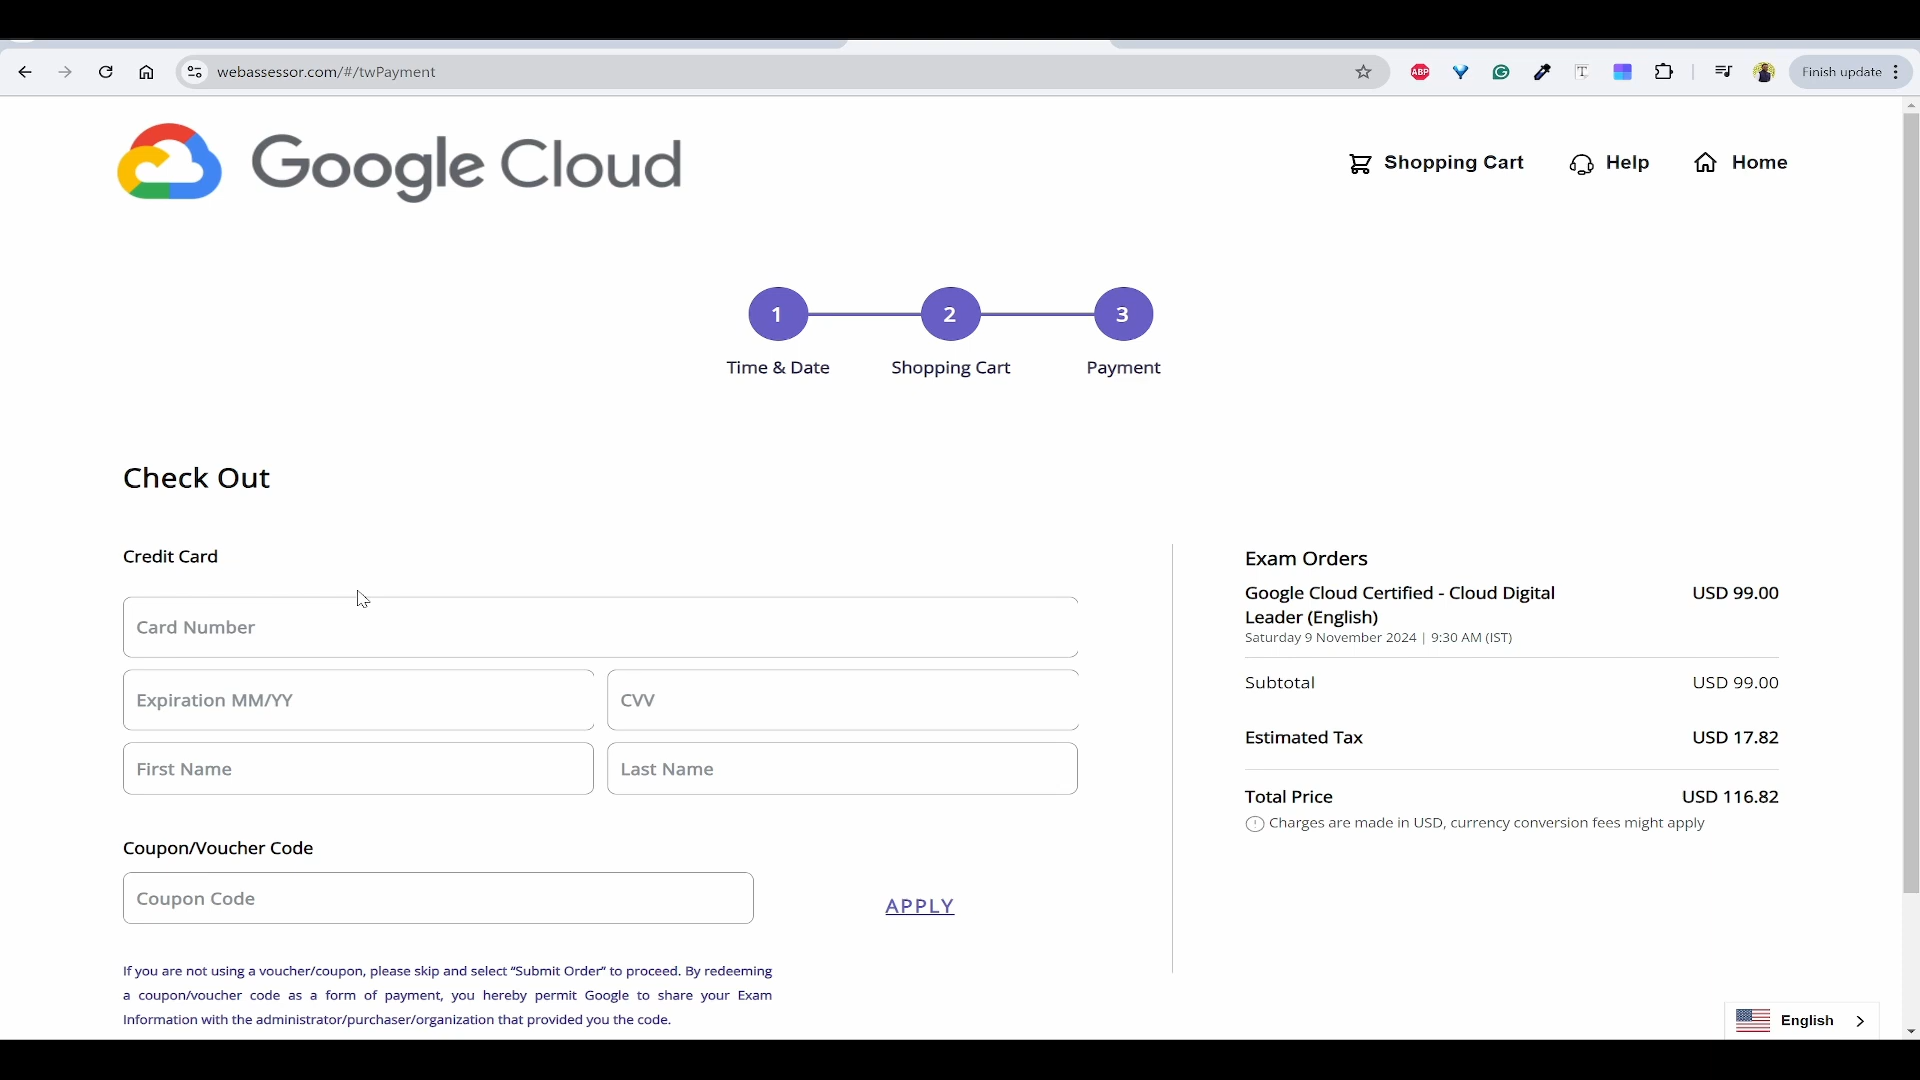 webassessor.com/#/twPayment
ABP
T
Finish update
Google Cloud
Shopping Cart
Help
Home
1
2
3
Time & Date
Shopping Cart
Payment
Check Out
Credit Card
Card Number
Expiration MM/YY
CVV
First Name
Last Name
Coupon/Voucher Code
Coupon Code
APPLY
If you are not using a voucher/coupon, please skip and select “Submit Order” to proceed. By redeeming
a coupon/voucher code as a form of payment, you hereby permit Google to share your Exam
Information with the administrator/purchaser/organization that provided you the code.
Exam Orders
Google Cloud Certified - Cloud Digital USD 99.00
Leader (English)
Saturday 9 November 2024 | 9:30 AM (IST)
Subtotal USD 99.00
Estimated Tax USD 17.82
Total Price USD 116.82
Charges are made in USD, currency conversion fees might apply
English